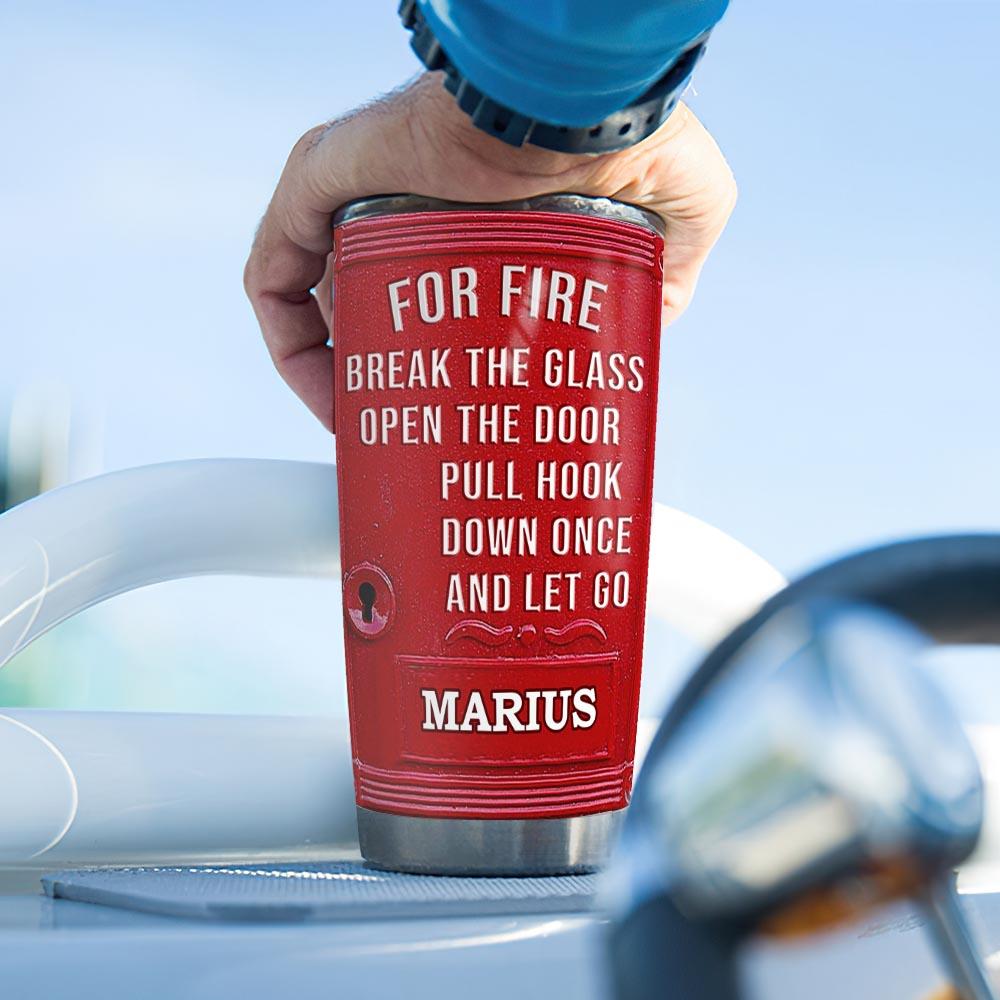 FOR FIRE
BREAK THE GLASS
OPEN THE DOOR
PULL HOOK
DOWN ONCE
AND LET GO
MARIUS